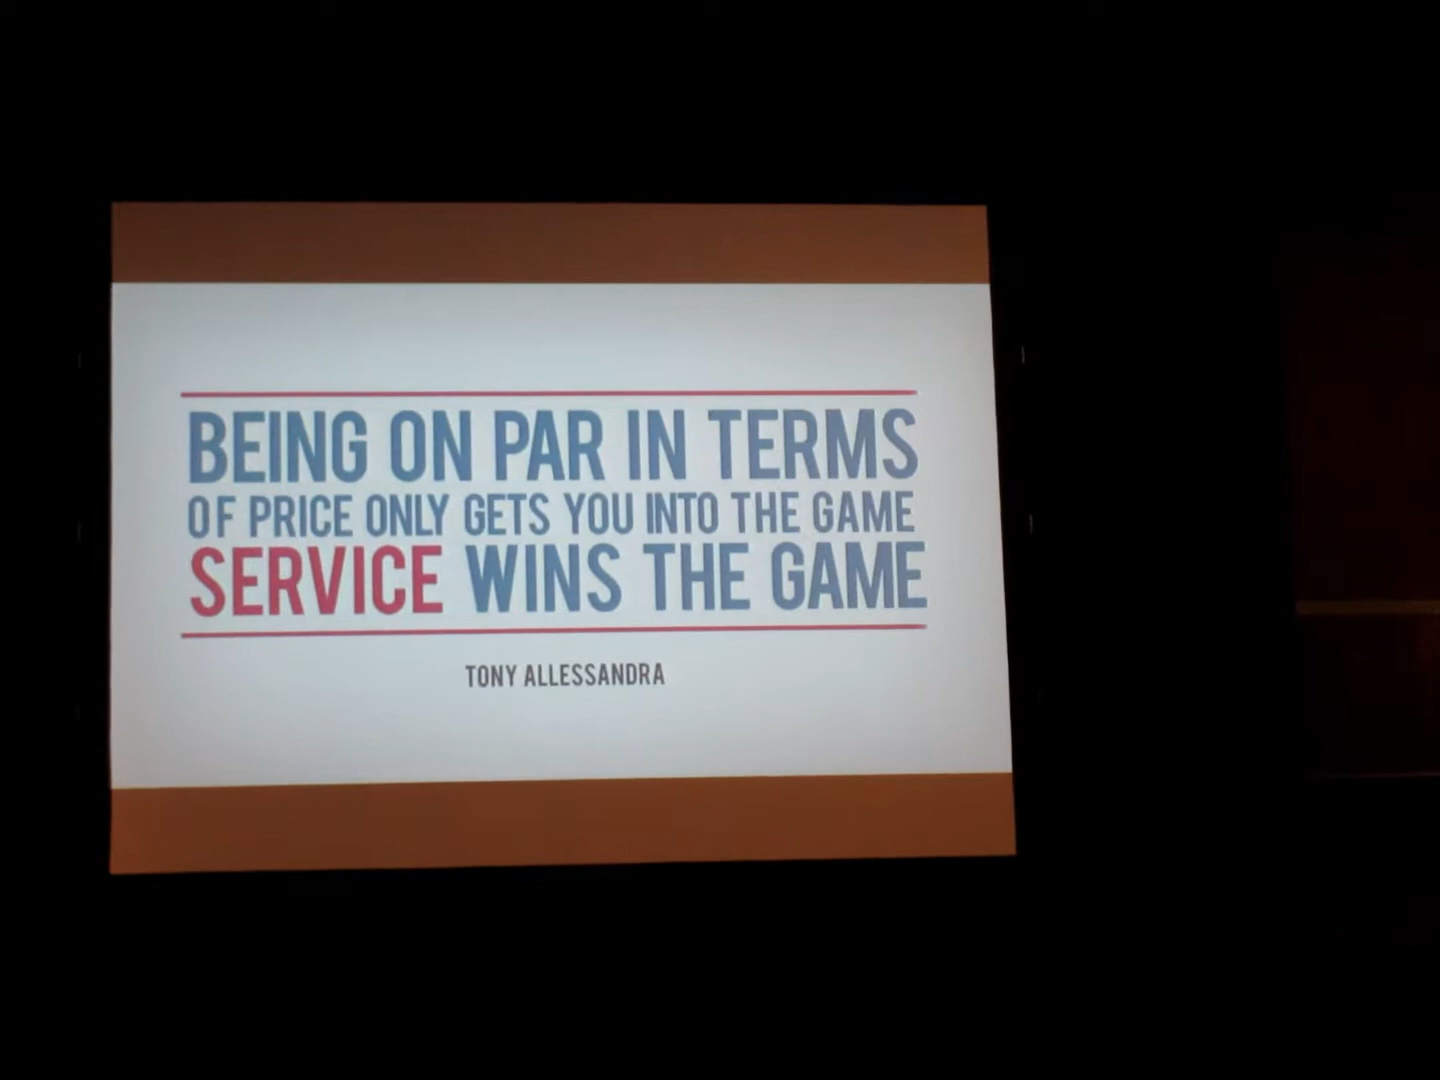 BEING ON PAR IN TERMS
OF PRICE ONLY GETS YOU INTO THE GAME
SERVICE WINS THE GAME
TONY ALLESSANDRA